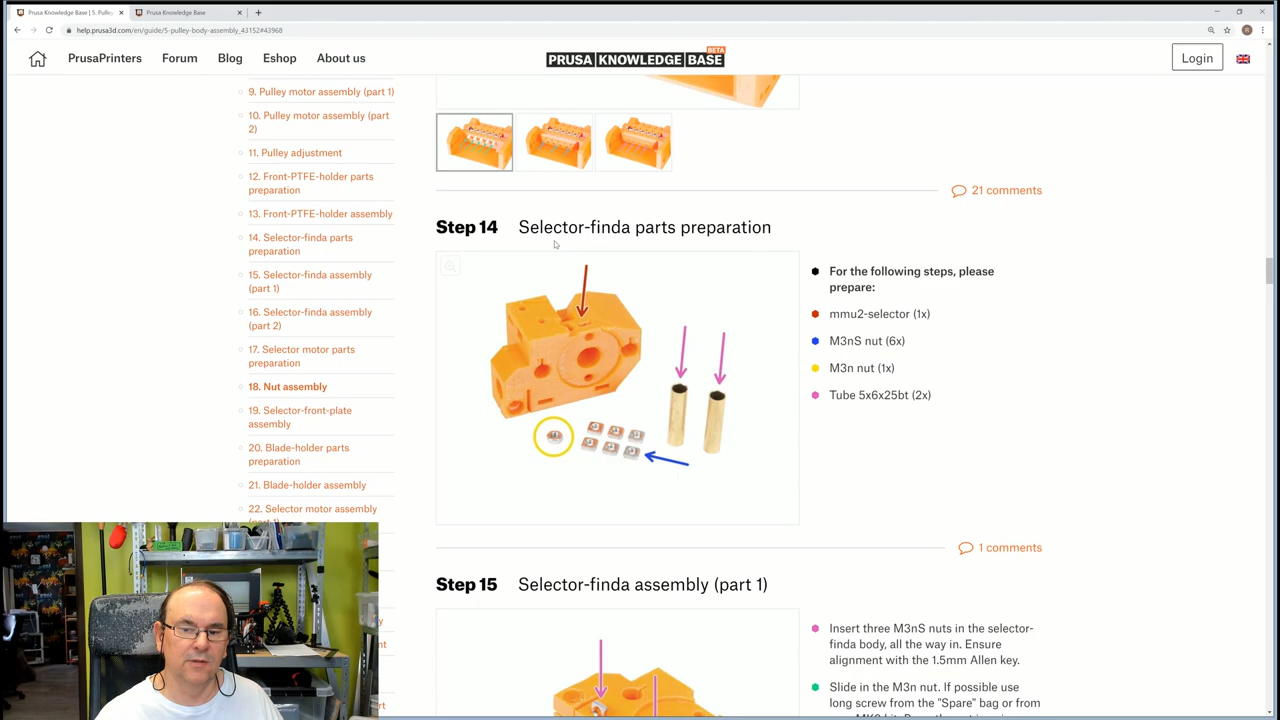 Prusa Knowledge Base | 5. Pulley
Prusa Knowledge Base
help.prusa3d.com/en/guide/5-pulley-body-assembly_43152#43968
PrusaPrinters
Forum
Blog
Eshop
About us
PRUSA KNOWLEDGE BASE
BETA
Login
9. Pulley motor assembly (part 1)
10. Pulley motor assembly (part
2)
11. Pulley adjustment
12. Front-PTFE-holder parts
preparation
13. Front-PTFE-holder assembly
14. Selector-finda parts
preparation
15. Selector-finda assembly
(part 1)
16. Selector-finda assembly
(part 2)
17. Selector motor parts
preparation
18. Nut assembly
19. Selector-front-plate
assembly
20. Blade-holder parts
preparation
21. Blade-holder assembly
22. Selector motor assembly
21 comments
Step 14 Selector-finda parts preparation
For the following steps, please
prepare:
mmu2-selector (1x)
M3nS nut (6x)
M3n nut (1x)
Tube 5x6x25bt (2x)
1 comments
Step 15 Selector-finda assembly (part 1)
Insert three M3nS nuts in the selector-
finda body, all the way in. Ensure
alignment with the 1.5mm Allen key.
Slide in the M3n nut. If possible use
long screw from the "Spare" bag or from